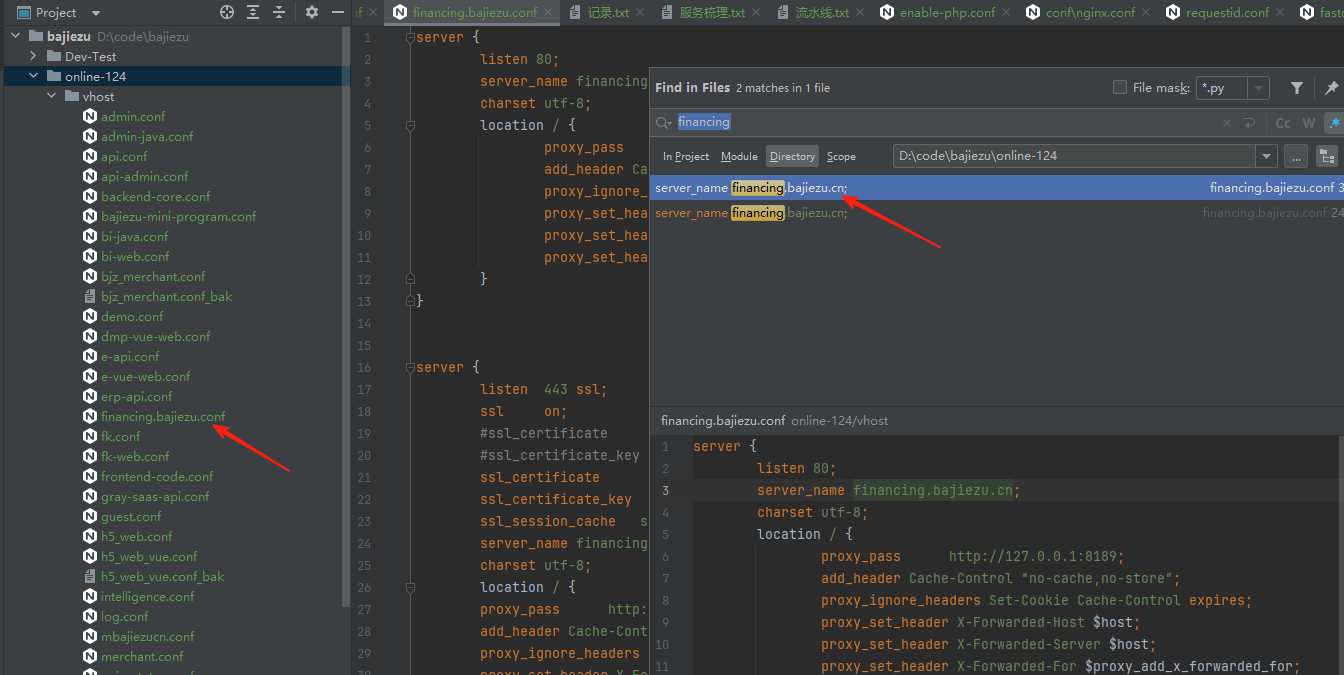 Project
nf
financing.bajiezu.conf
记录.txt
服务梳理.txt
流水线.txt
enable-php.conf
conf\nginx.conf
requestid.conf
bajiezu D:\code\bajiezu
Dev-Test
online-124
vhost
admin.conf
admin-java.conf
api.conf
api-admin.conf
backend-core.conf
bajiezu-mini-program.conf
bi-java.conf
bi-web.conf
bjz_merchant.conf
bjz_merchant.conf_bak
demo.conf
dmp-vue-web.conf
e-api.conf
e-vue-web.conf
erp-api.conf
financing.bajiezu.conf
fk.conf
fk-web.conf
frontend-code.conf
gray-saas-api.conf
guest.conf
h5_web.conf
h5_web_vue.conf
h5_web_vue.conf_bak
intelligence.conf
log.conf
mbajiezucn.conf
merchant.conf
1 server {
2 listen 80;
3 server_name financing
4 charset utf-8;
5 location / {
6 proxy_pass
7 add_header Ca
8 proxy_ignore_
9 proxy_set_hea
10 proxy_set_hea
11 proxy_set_hea
12 }
13 }
14
15
16 server {
17 listen 443 ssl;
18 ssl on;
19 #ssl_certificate
20 #ssl_certificate_key
21 ssl_certificate
22 ssl_certificate_key
23 ssl_session_cache s
24 server_name financing
25 charset utf-8;
26 location / {
27 proxy_pass http:
28 add_header Cache-Cont
29 proxy_ignore_headers
30 proxy_set_header X-Fo
Find in Files 2 matches in 1 file
File mask: *.py
financing
Cc W .*
In Project Module Directory Scope D:\code\bajiezu\online-124 ...
server_name financing.bajiezu.cn; financing.bajiezu.conf 3
server_name financing.bajiezu.cn; financing.bajiezu.conf 24
financing.bajiezu.conf online-124/vhost
1 server {
2 listen 80;
3 server_name financing.bajiezu.cn;
4 charset utf-8;
5 location / {
6 proxy_pass http://127.0.0.1:8189;
7 add_header Cache-Control "no-cache,no-store";
8 proxy_ignore_headers Set-Cookie Cache-Control expires;
9 proxy_set_header X-Forwarded-Host $host;
10 proxy_set_header X-Forwarded-Server $host;
11 proxy_set_header X-Forwarded-For $proxy_add_x_forwarded_for;